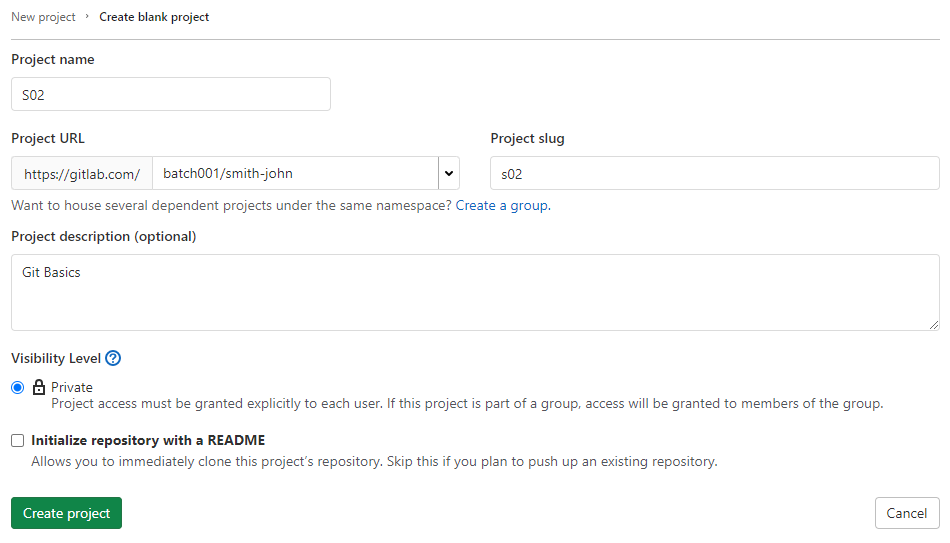 New project › Create blank project
Project name
S02
Project URL Project slug
https://gitlab.com/ batch001/smith-john s02
Want to house several dependent projects under the same namespace? Create a group.
Project description (optional)
Git Basics
Visibility Level ?
Private
Project access must be granted explicitly to each user. If this project is part of a group, access will be granted to members of the group.
Initialize repository with a README
Allows you to immediately clone this project’s repository. Skip this if you plan to push up an existing repository.
Create project Cancel